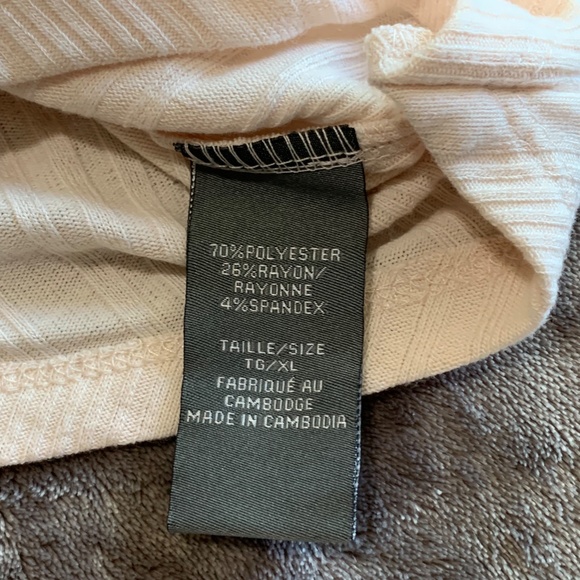 70%POLYESTER
26%RAYON/
RAYONNE
4%SPANDEX
TAILLE/SIZE
TG/XL
FABRIQUÉ AU
CAMBODGE
MADE IN CAMBODIA